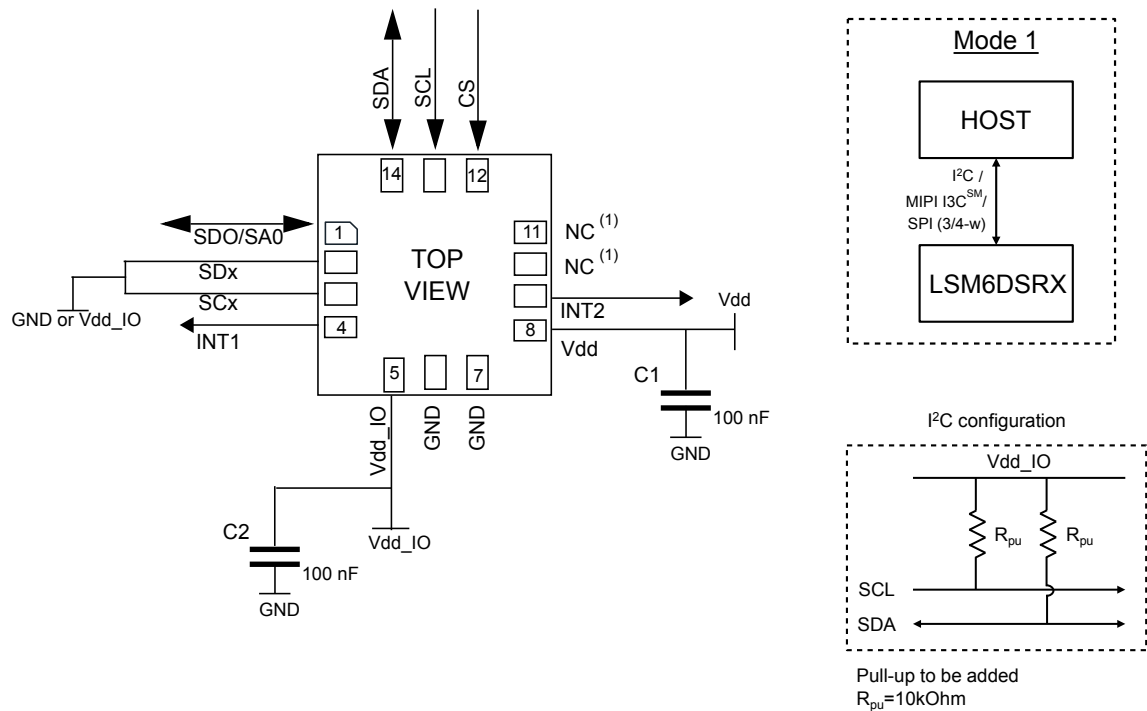 SDA
SCL
CS
14
12
SDO/SA0
1
11
NC (1)
SDx
TOP
VIEW
NC (1)
SCx
GND or Vdd_IO
INT1
4
INT2
8
Vdd
Vdd
5
7
Vdd_IO
GND
GND
C1
100 nF
GND
C2
100 nF
GND
Vdd_IO
Mode 1
HOST
I²C /
MIPI I3C^SM/
SPI (3/4-w)
LSM6DSRX
I²C configuration
Vdd_IO
Rpu
Rpu
SCL
SDA
Pull-up to be added
Rpu=10kOhm